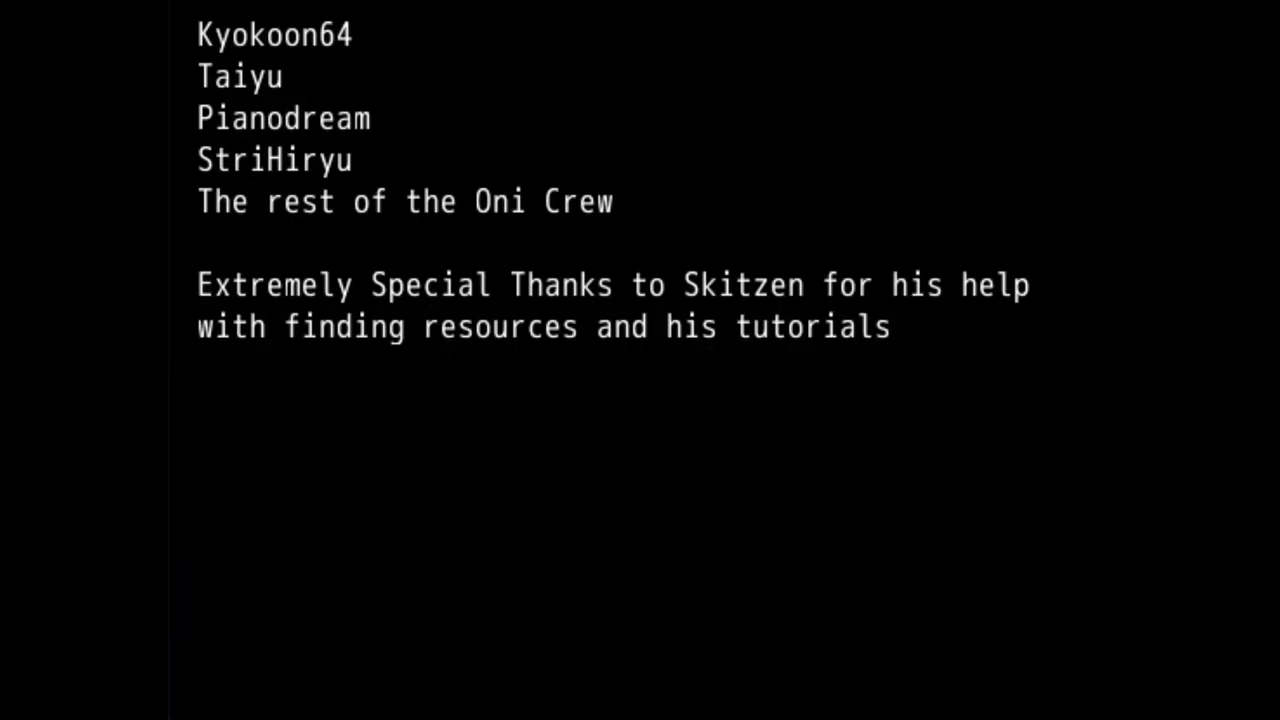 Kyokoon64
Taiyu
Pianodream
StriHiryu
The rest of the Oni Crew
Extremely Special Thanks to Skitzen for his help
with finding resources and his tutorials